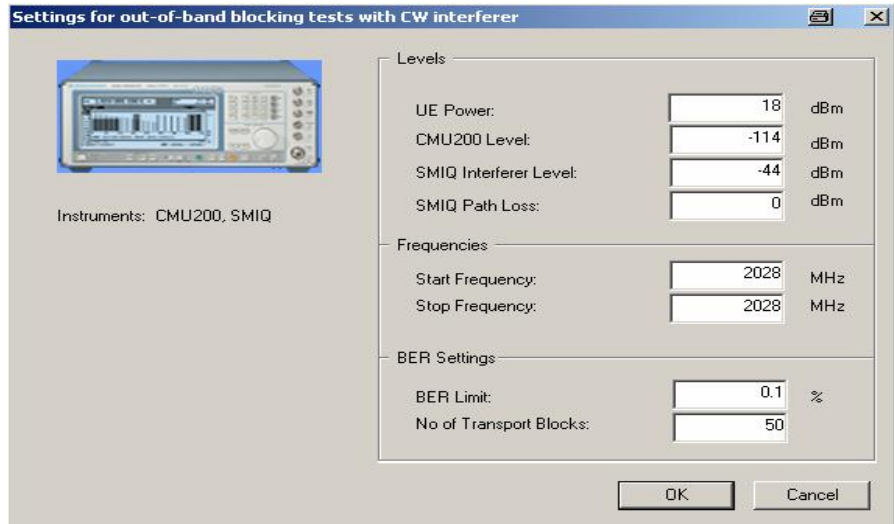 Settings for out-of-band blocking tests with CW interferer
Instruments: CMU200, SMIQ
Levels
UE Power: 18 dBm
CMU200 Level: -114 dBm
SMIQ Interferer Level: -44 dBm
SMIQ Path Loss: 0 dBm
Frequencies
Start Frequency: 2028 MHz
Stop Frequency: 2028 MHz
BER Settings
BER Limit: 0.1 %
No of Transport Blocks: 50
OK Cancel